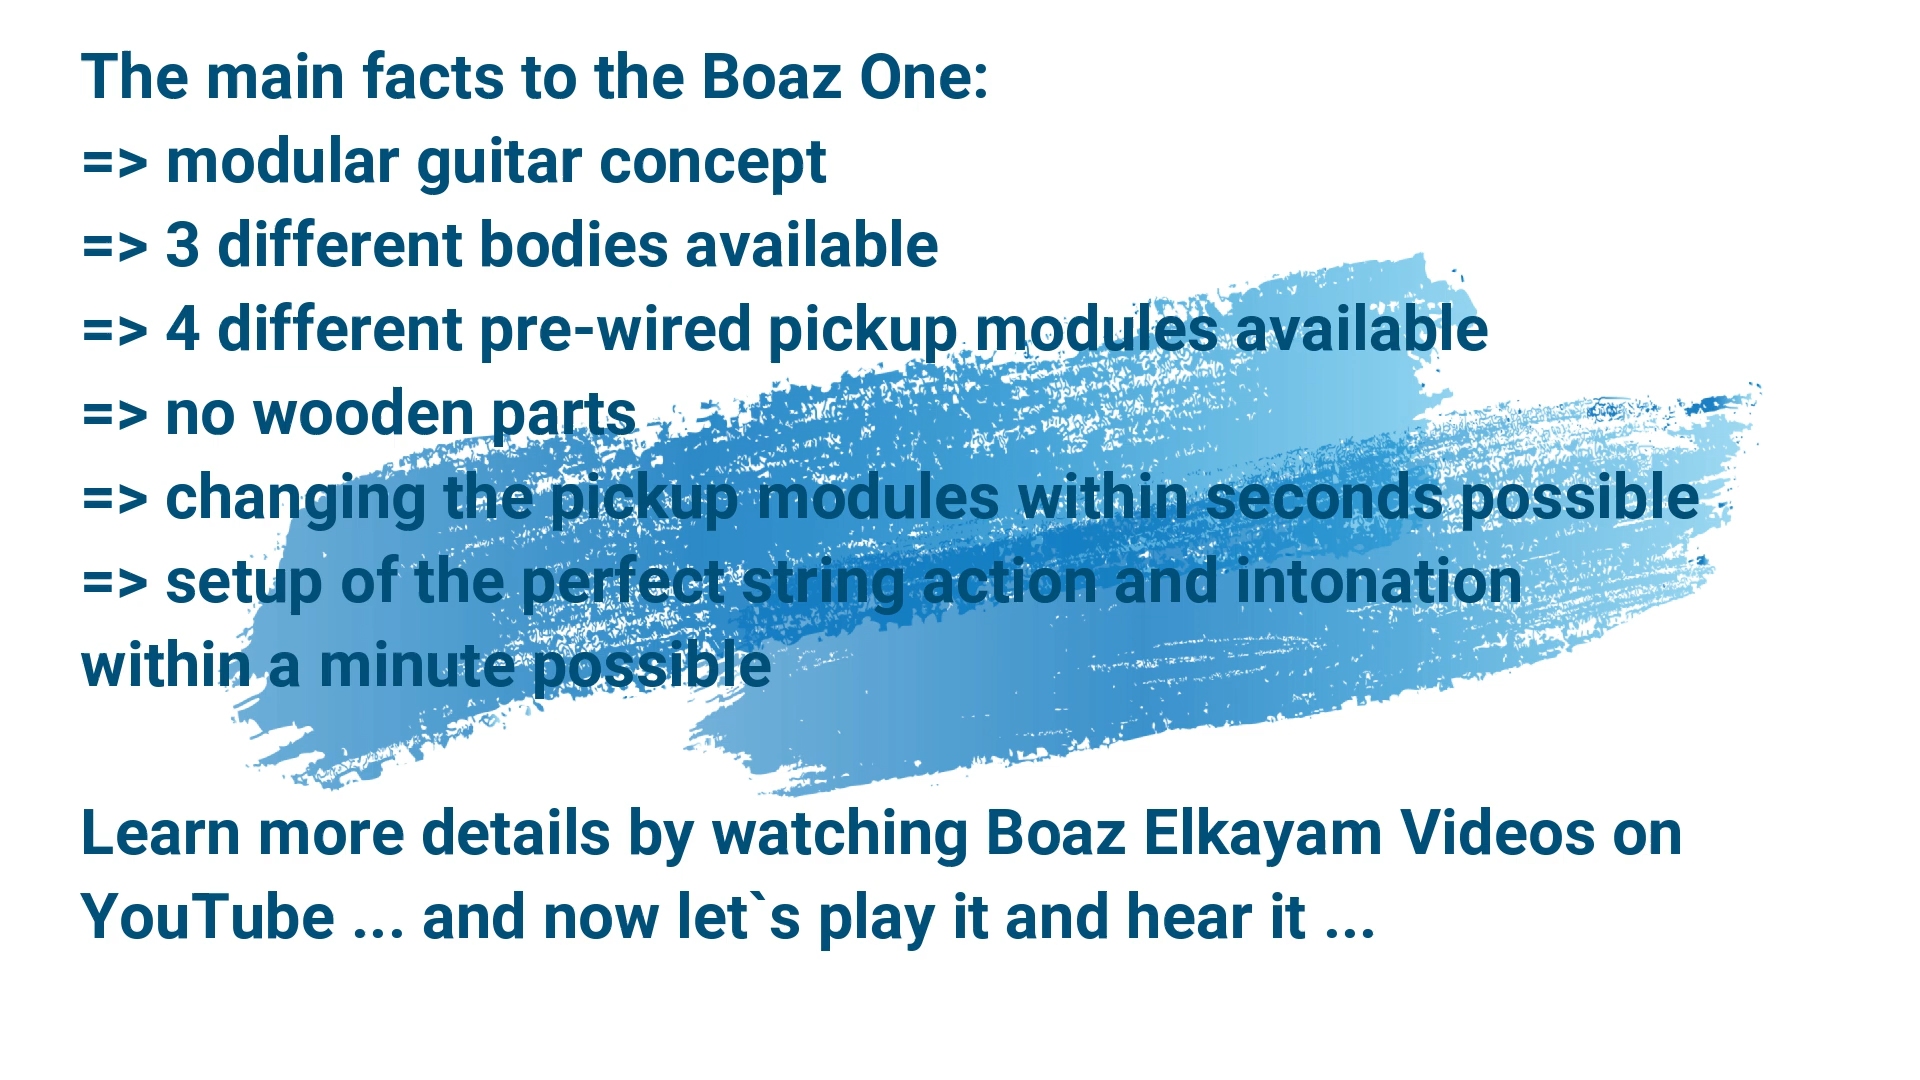 The main facts to the Boaz One:
=> modular guitar concept
=> 3 different bodies available
=> 4 different pre-wired pickup modules available
=> no wooden parts
=> changing the pickup modules within seconds possible
=> setup of the perfect string action and intonation
within a minute possible
Learn more details by watching Boaz Elkayam Videos on
YouTube ... and now let`s play it and hear it ...